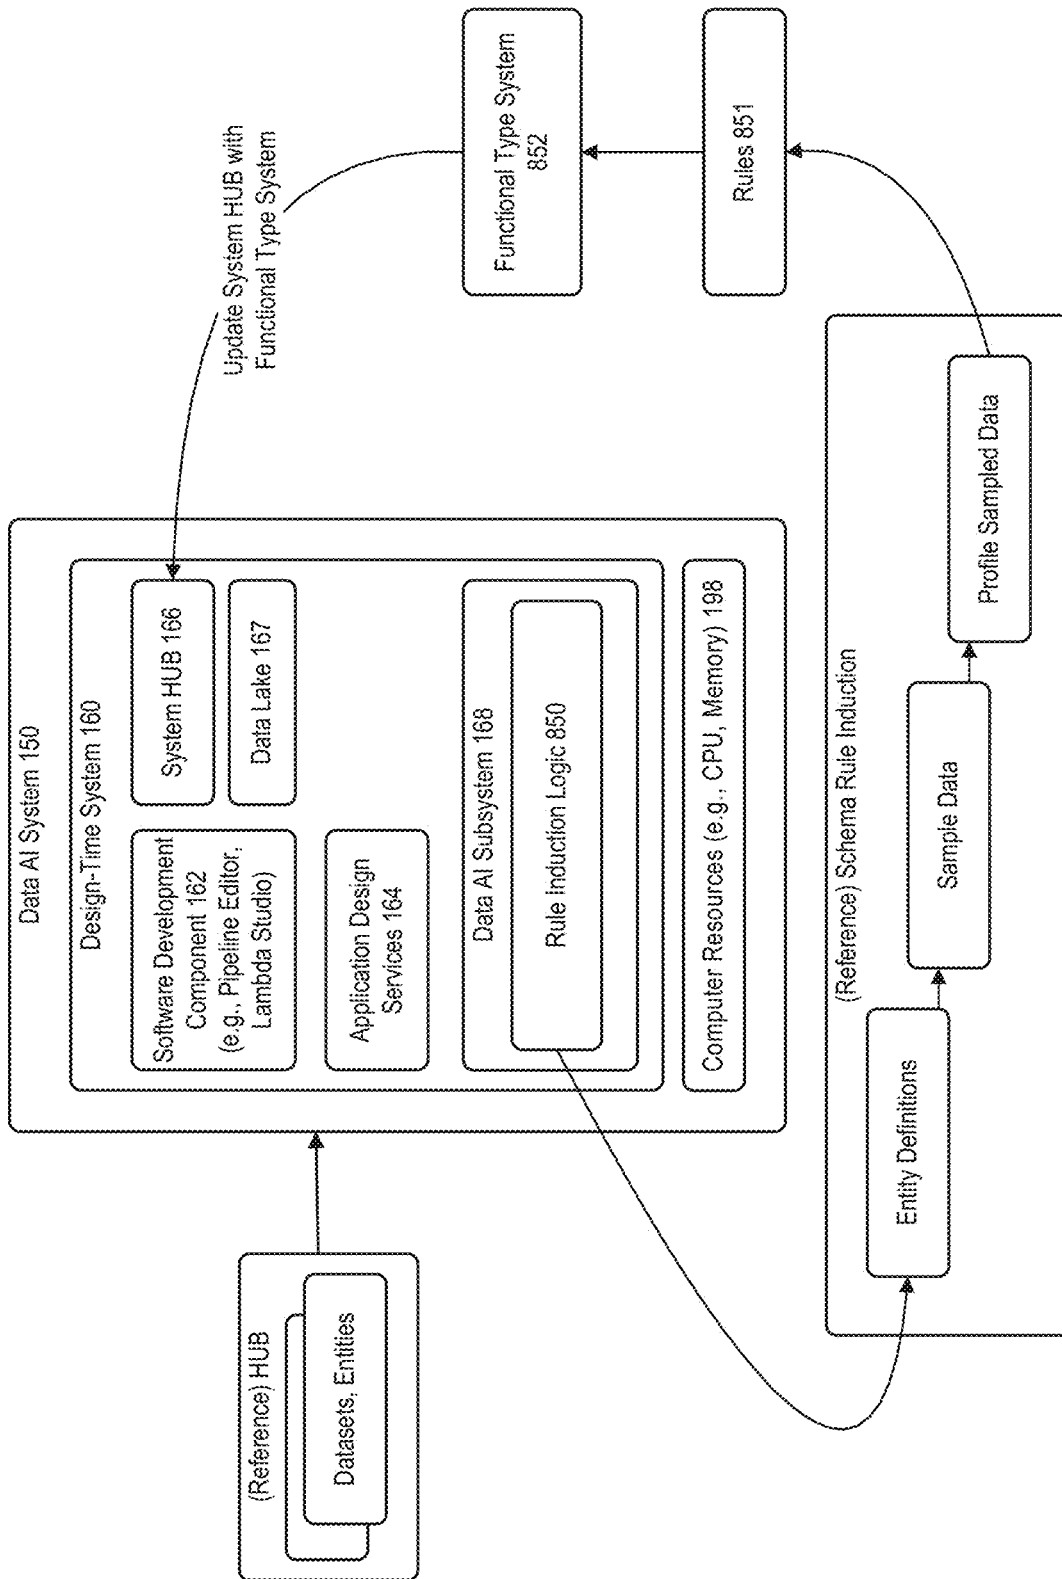 (Reference) HUB
Datasets, Entities
Data AI System 150
Design-Time System 160
Software Development
Component 162
(e.g., Pipeline Editor,
Lambda Studio)
System HUB 166
Data Lake 167
Application Design
Services 164
Data AI Subsystem 168
Rule Induction Logic 850
Computer Resources (e.g., CPU, Memory) 198
Update System HUB with
Functional Type System
Functional Type System
852
Rules 851
(Reference) Schema Rule Induction
Entity Definitions
Sample Data
Profile Sampled Data